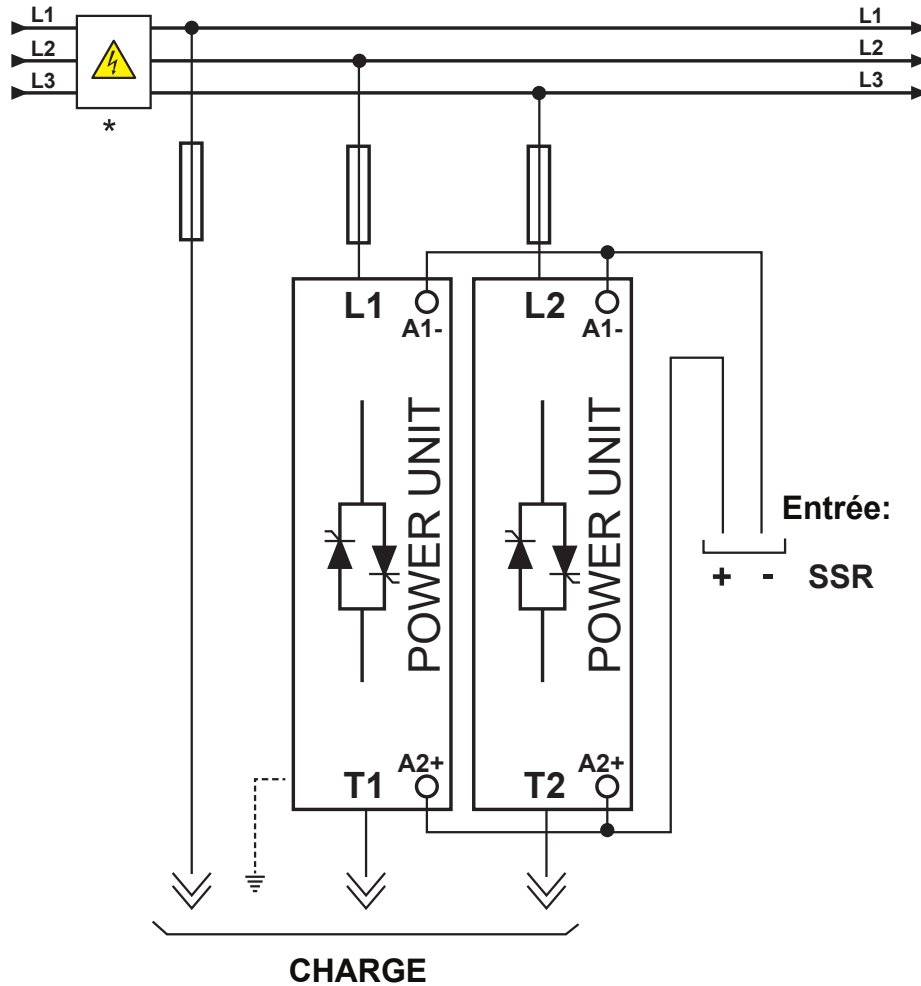 L1 L1
L2 L2
L3 L3
*
L1 A1- L2 A1-
POWER UNIT POWER UNIT
Entrée:
+ - SSR
T1 A2+ T2 A2+
CHARGE